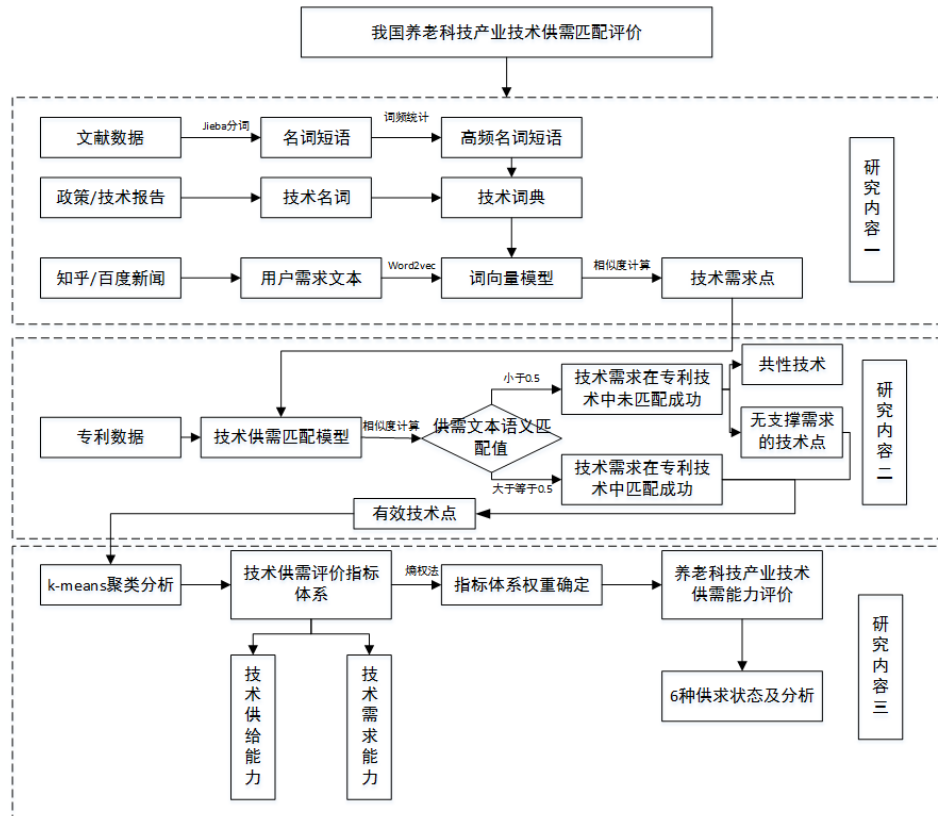 我国养老科技产业技术供需匹配评价
文献数据
Jieba分词
名词短语
词频统计
高频名词短语
政策/技术报告
技术名词
技术词典
知乎/百度新闻
用户需求文本
Word2vec
词向量模型
相似度计算
技术需求点
研究内容一
专利数据
技术供需匹配模型
相似度计算
供需文本语义匹
配值
小于0.5
技术需求在专利技
术中未匹配成功
共性技术
无支撑需求
的技术点
大于等于0.5
技术需求在专利技
术中匹配成功
有效技术点
研究内容二
k-means聚类分析
技术供需评价指标
体系
熵权法
指标体系权重确定
养老科技产业技术
供需能力评价
技术供给能力
技术需求能力
6种供求状态及分析
研究内容三